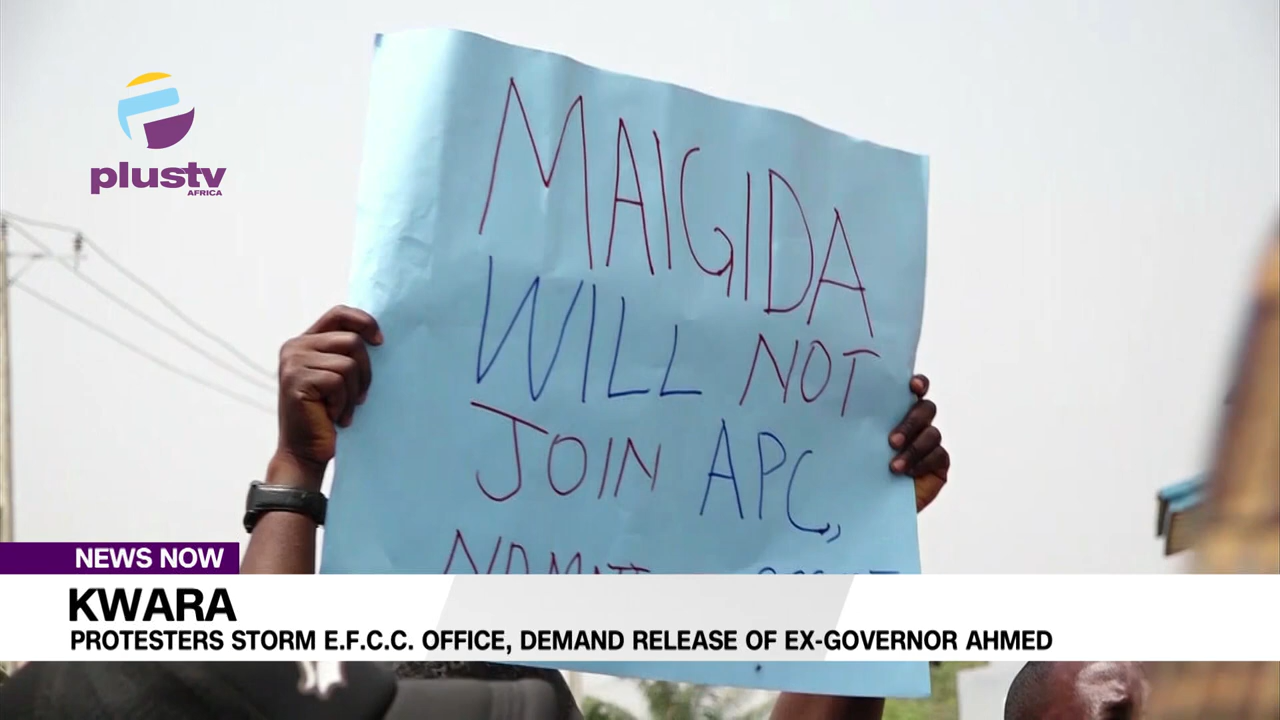 plustv
AFRICA
MAIGIDA
WILL NOT
JOIN APC,
NEWS NOW
KWARA
PROTESTERS STORM E.F.C.C. OFFICE, DEMAND RELEASE OF EX-GOVERNOR AHMED